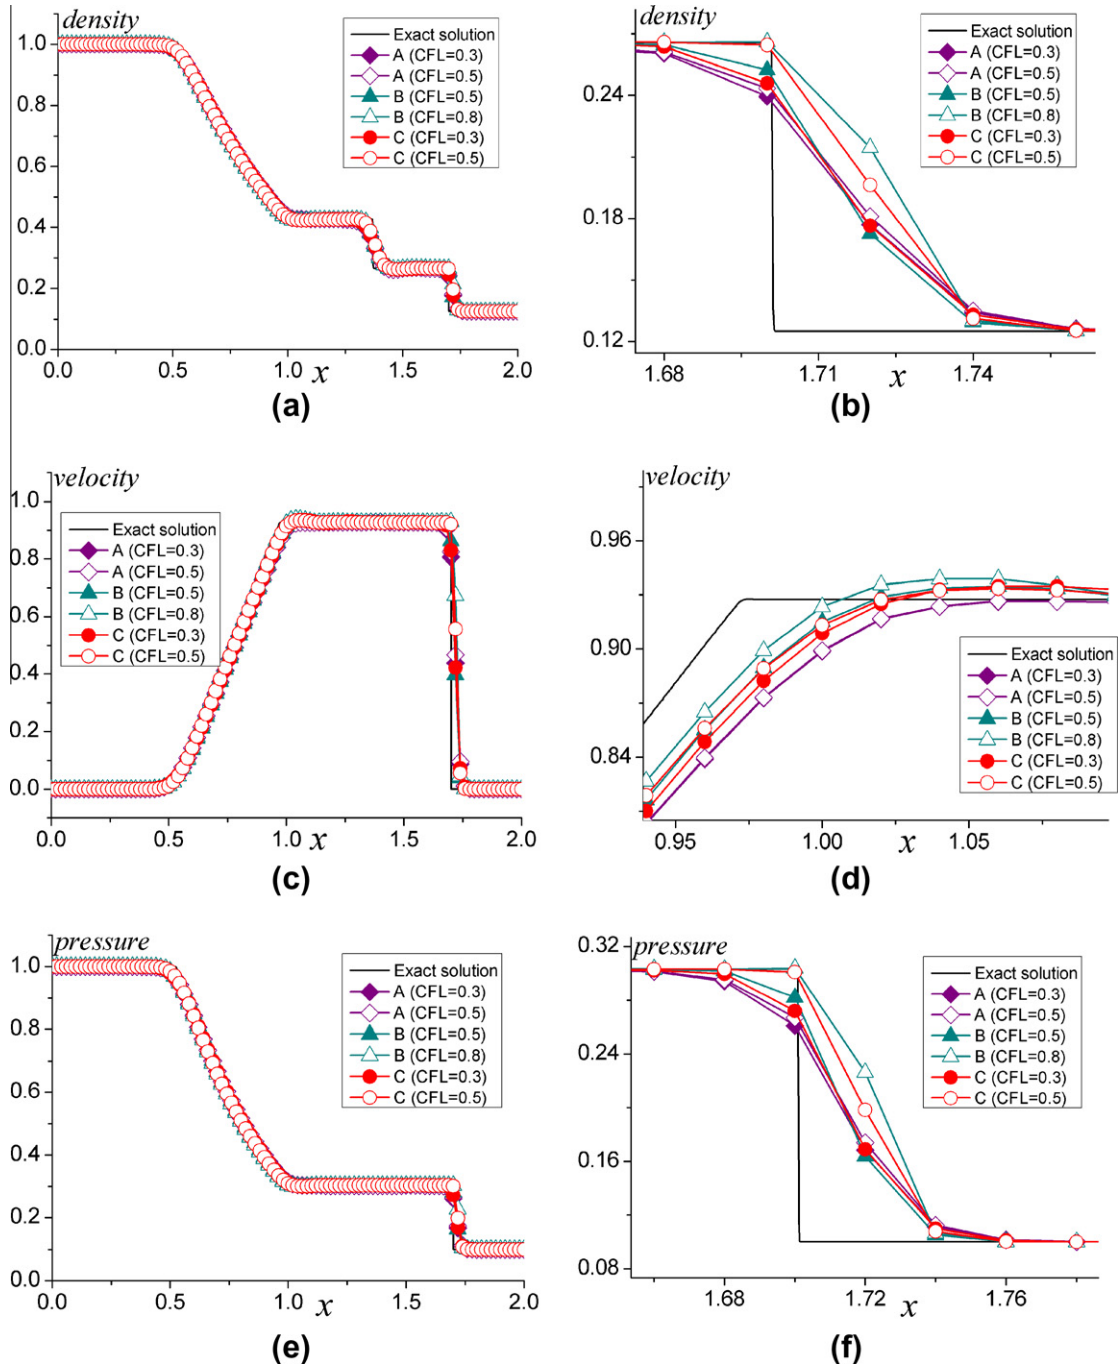 density
1.0
0.8
0.6
0.4
0.2
0.0
Exact solution
A (CFL=0.3)
A (CFL=0.5)
B (CFL=0.5)
B (CFL=0.8)
C (CFL=0.3)
C (CFL=0.5)
0.0
0.5
1.0
1.5
2.0
x
(a)
density
0.24
0.18
0.12
Exact solution
A (CFL=0.3)
A (CFL=0.5)
B (CFL=0.5)
B (CFL=0.8)
C (CFL=0.3)
C (CFL=0.5)
1.68
1.71
1.74
x
(b)
velocity
1.0
0.8
0.6
0.4
0.2
0.0
Exact solution
A (CFL=0.3)
A (CFL=0.5)
B (CFL=0.5)
B (CFL=0.8)
C (CFL=0.3)
C (CFL=0.5)
0.0
0.5
1.0
1.5
2.0
x
(c)
velocity
0.96
0.90
0.84
Exact solution
A (CFL=0.3)
A (CFL=0.5)
B (CFL=0.5)
B (CFL=0.8)
C (CFL=0.3)
C (CFL=0.5)
0.95
1.00
1.05
x
(d)
pressure
1.0
0.8
0.6
0.4
0.2
0.0
Exact solution
A (CFL=0.3)
A (CFL=0.5)
B (CFL=0.5)
B (CFL=0.8)
C (CFL=0.3)
C (CFL=0.5)
0.0
0.5
1.0
1.5
2.0
x
(e)
pressure
0.32
0.24
0.16
0.08
Exact solution
A (CFL=0.3)
A (CFL=0.5)
B (CFL=0.5)
B (CFL=0.8)
C (CFL=0.3)
C (CFL=0.5)
1.68
1.72
1.76
x
(f)